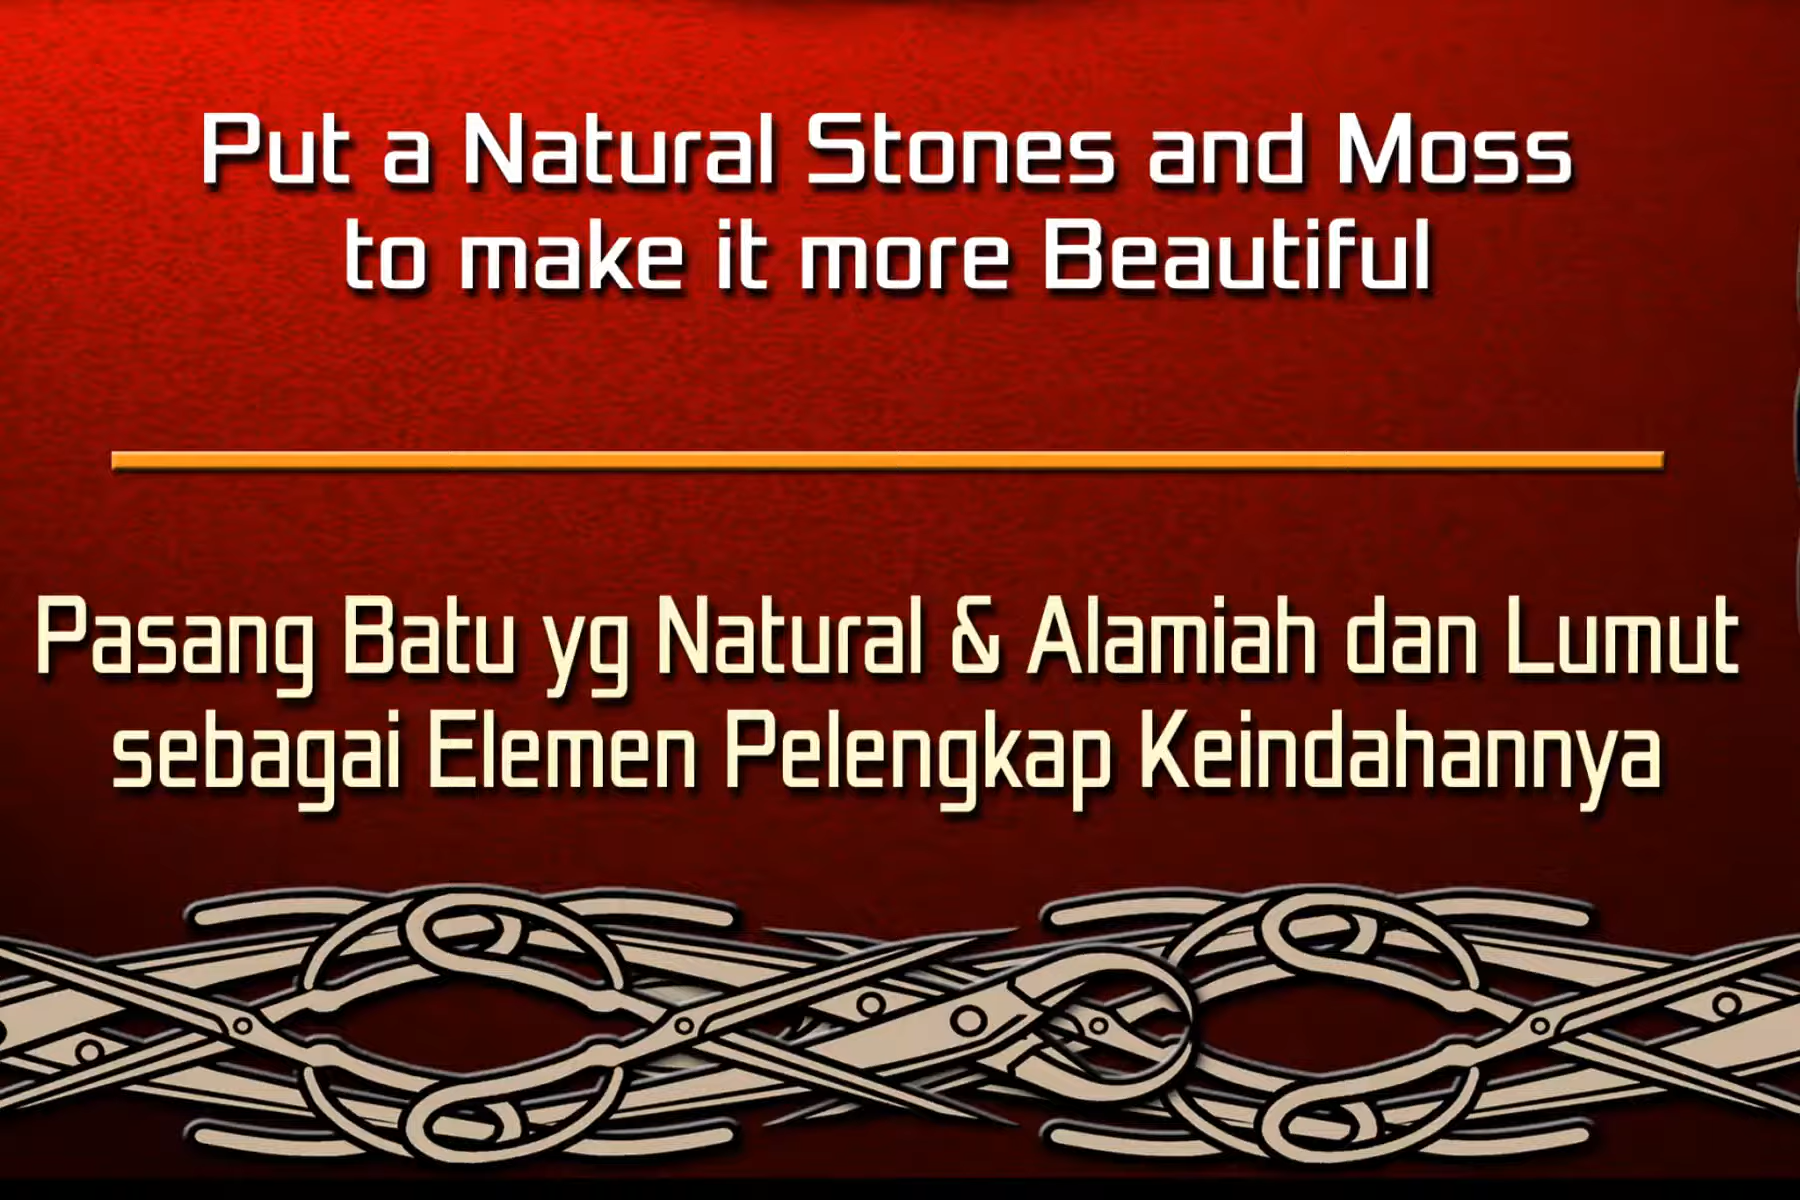 Put a Natural Stones and Moss
to make it more Beautiful
Pasang Batu yg Natural & Alamiah dan Lumut
sebagai Elemen Pelengkap Keindahannya